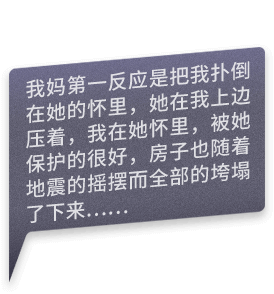 我妈第一反应是把我扑倒
在她的怀里，她在我上边
压着，我在她怀里，被她
保护的很好，房子也随着
地震的摇摆而全部的垮塌
了下来……